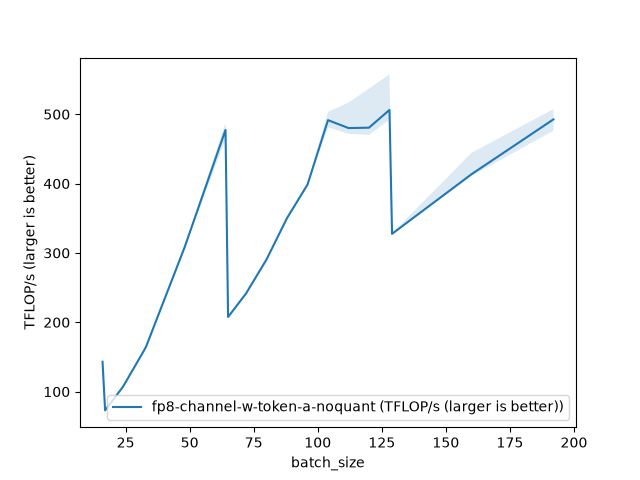 500
400
300
200
100
TFLOP/s (larger is better)
fp8-channel-w-token-a-noquant (TFLOP/s (larger is better))
25 50 75 100 125 150 175 200
batch_size